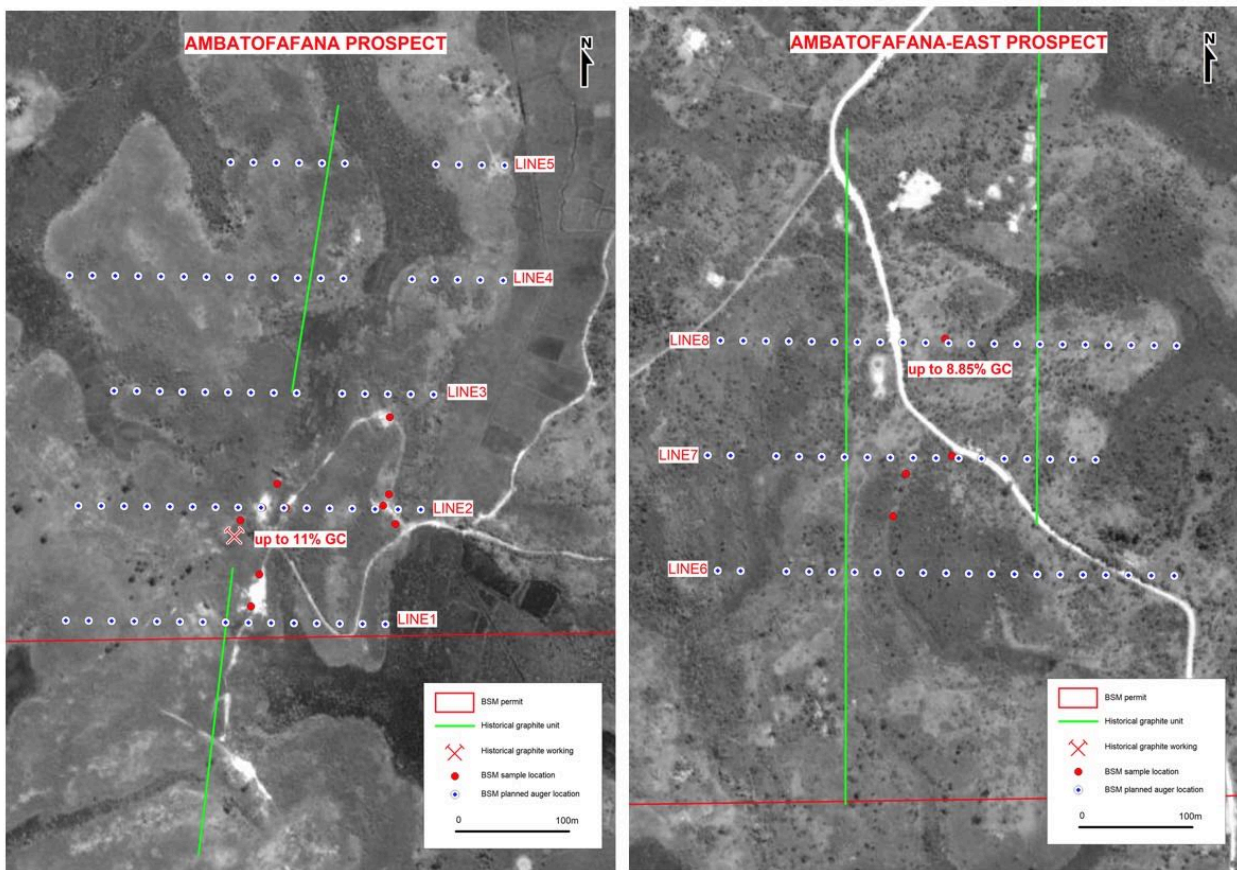 AMBATOFAFANA PROSPECT
N
LINE5
LINE4
LINE3
LINE2
up to 11% GC
LINE1
BSM permit
Historical graphite unit
Historical graphite working
BSM sample location
BSM planned auger location
0 100m
AMBATOFAFANA-EAST PROSPECT
N
LINE8
up to 8.85% GC
LINE7
LINE6
BSM permit
Historical graphite unit
Historical graphite working
BSM sample location
BSM planned auger location
0 100m